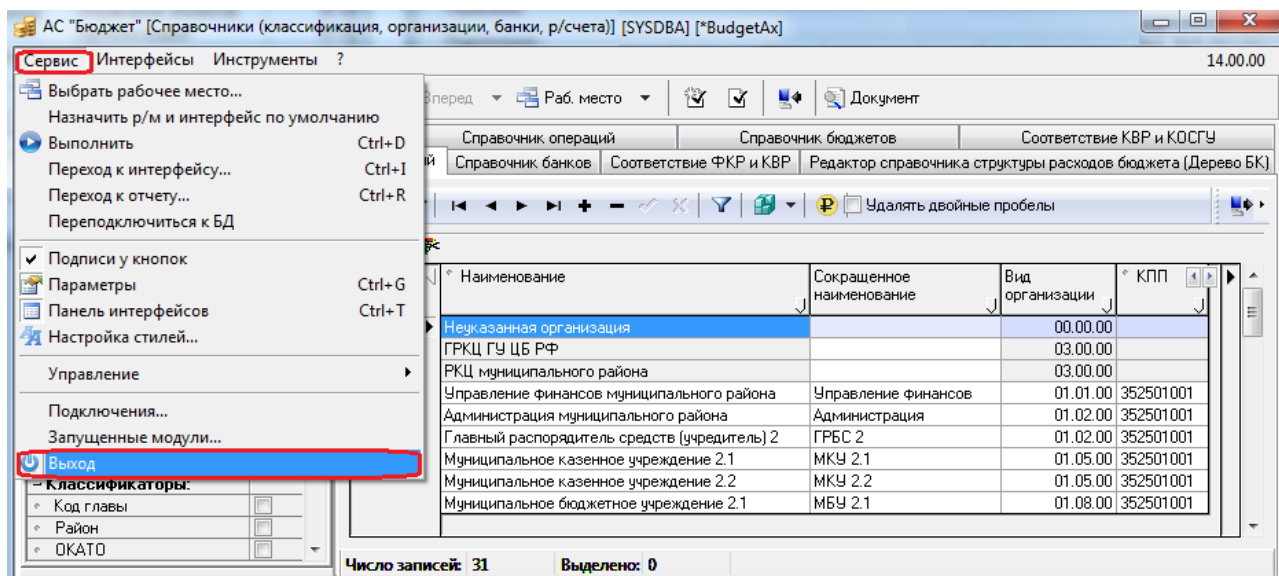 АС "Бюджет" [Справочники (классификация, организации, банки, р/счета)] [SYSDBA] [*BudgetAx]
Сервис Интерфейсы Инструменты ? 14.00.00
Вперед Раб. место Документ
Справочник операций Справочник бюджетов Соответствие КВР и КОСГУ
й Справочник банков Соответствие ФКР и КВР Редактор справочника структуры расходов бюджета (Дерево БК)
Удалять двойные пробелы
Выбрать рабочее место...
Назначить р/м и интерфейс по умолчанию
Выполнить Ctrl+D
Переход к интерфейсу... Ctrl+I
Переход к отчету... Ctrl+R
Переподключиться к БД
Подписи у кнопок
Параметры Ctrl+G
Панель интерфейсов Ctrl+T
Настройка стилей...
Управление
Подключения...
Запущенные модули...
Выход
Классификаторы:
Код главы
Район
ОКАТО
Наименование Сокращенное наименование Вид организации КПП
Неуказанная организация 00.00.00
ГРКЦ ГУ ЦБ РФ 03.00.00
РКЦ муниципального района 03.00.00
Управление финансов муниципального района Управление финансов 01.01.00 352501001
Администрация муниципального района Администрация 01.02.00 352501001
Главный распорядитель средств (учредитель) 2 ГРБС 2 01.02.00 352501001
Муниципальное казенное учреждение 2.1 МКУ 2.1 01.05.00 352501001
Муниципальное казенное учреждение 2.2 МКУ 2.2 01.05.00 352501001
Муниципальное бюджетное учреждение 2.1 МБУ 2.1 01.08.00 352501001
Число записей: 31 Выделено: 0